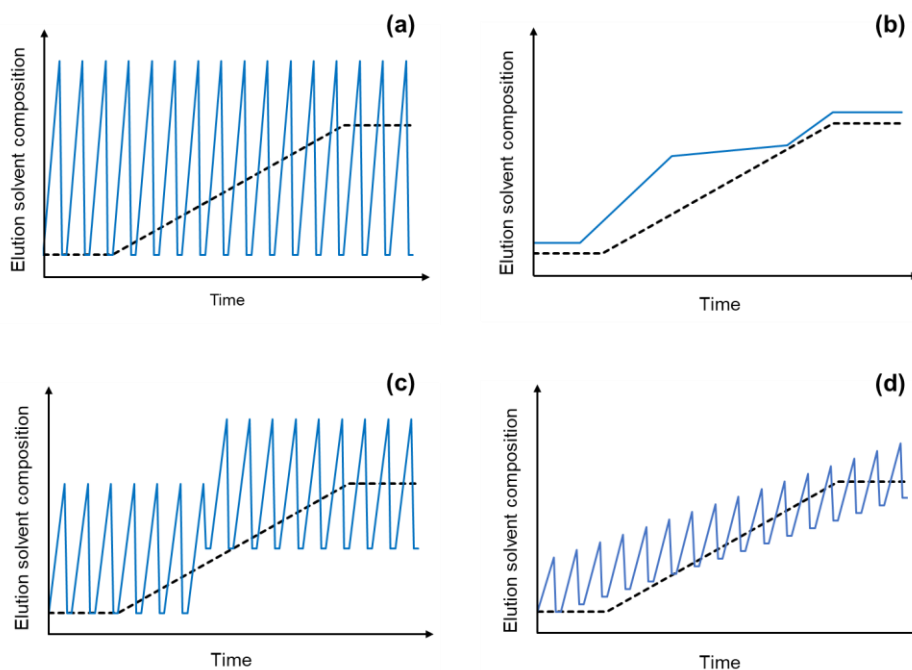 (a)
Elution solvent composition
Time
(b)
Elution solvent composition
Time
(c)
Elution solvent composition
Time
(d)
Elution solvent composition
Time